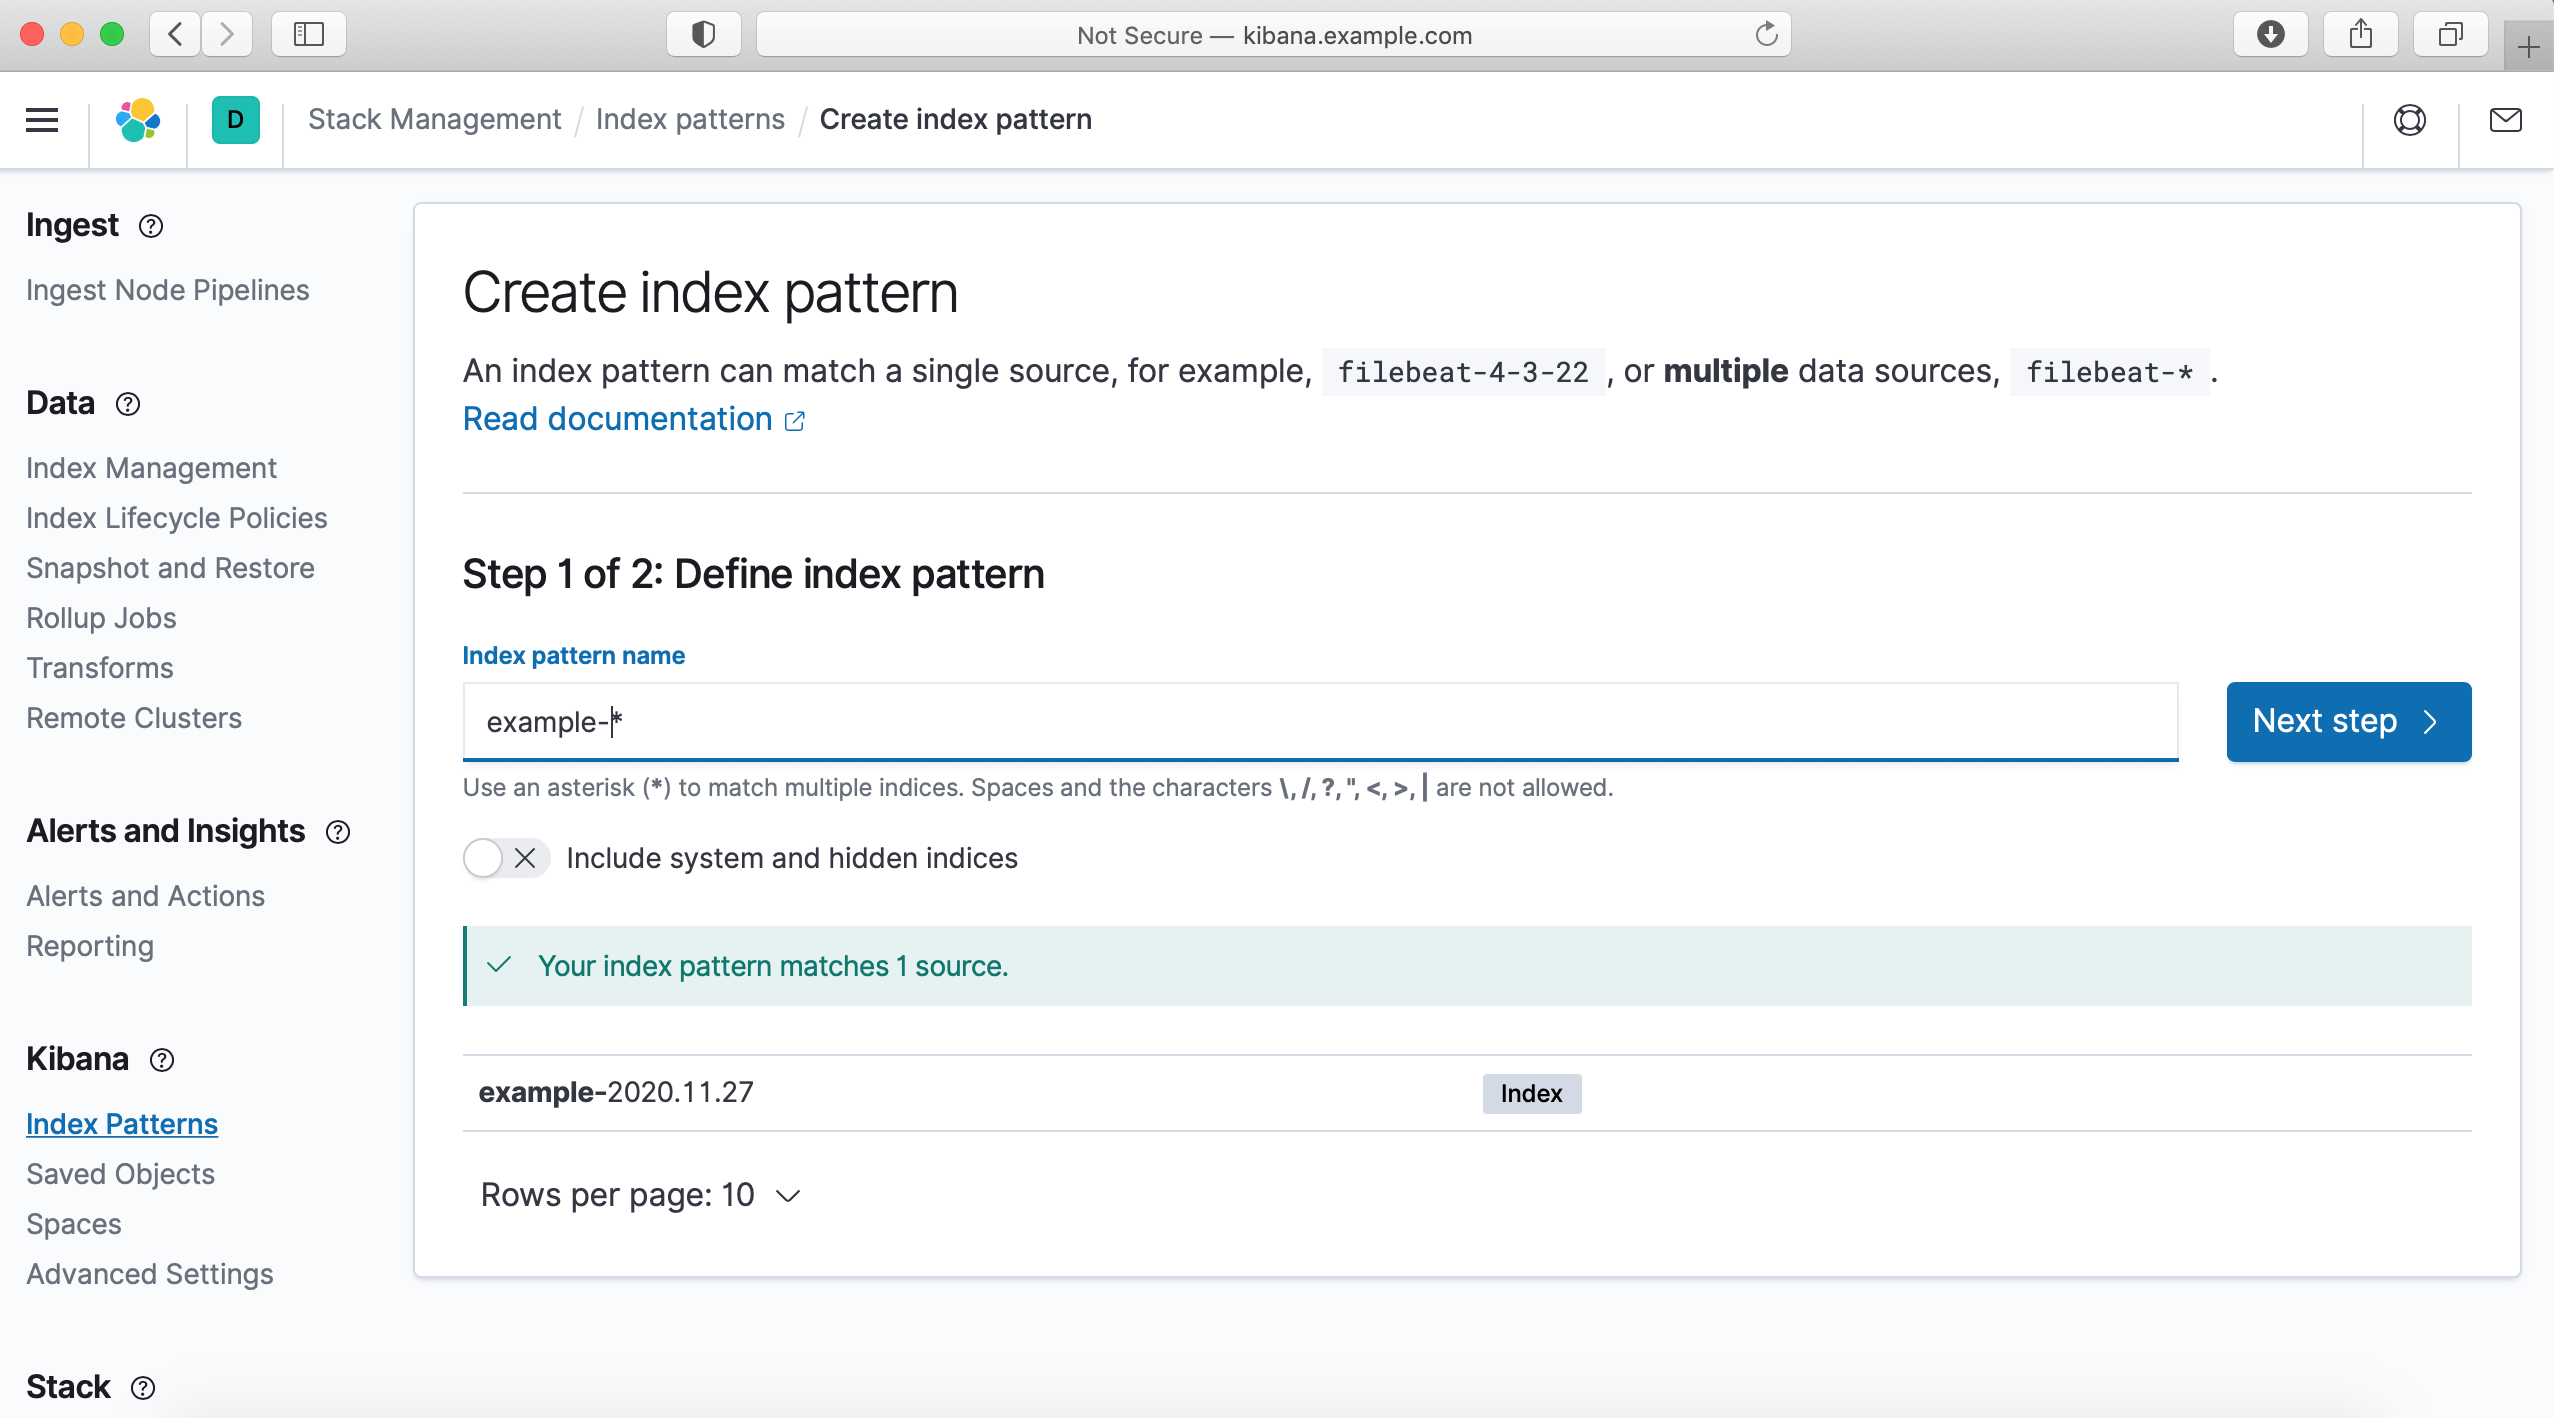 Not Secure — kibana.example.com
D
Stack Management / Index patterns / Create index pattern
Ingest
Ingest Node Pipelines
Data
Index Management
Index Lifecycle Policies
Snapshot and Restore
Rollup Jobs
Transforms
Remote Clusters
Alerts and Insights
Alerts and Actions
Reporting
Kibana
Index Patterns
Saved Objects
Spaces
Advanced Settings
Stack
Create index pattern
An index pattern can match a single source, for example, filebeat-4-3-22 , or multiple data sources, filebeat-* .
Read documentation
Step 1 of 2: Define index pattern
Index pattern name
example-*
Next step
Use an asterisk (*) to match multiple indices. Spaces and the characters \, /, ?, ", <, >, | are not allowed.
Include system and hidden indices
Your index pattern matches 1 source.
example-2020.11.27 Index
Rows per page: 10